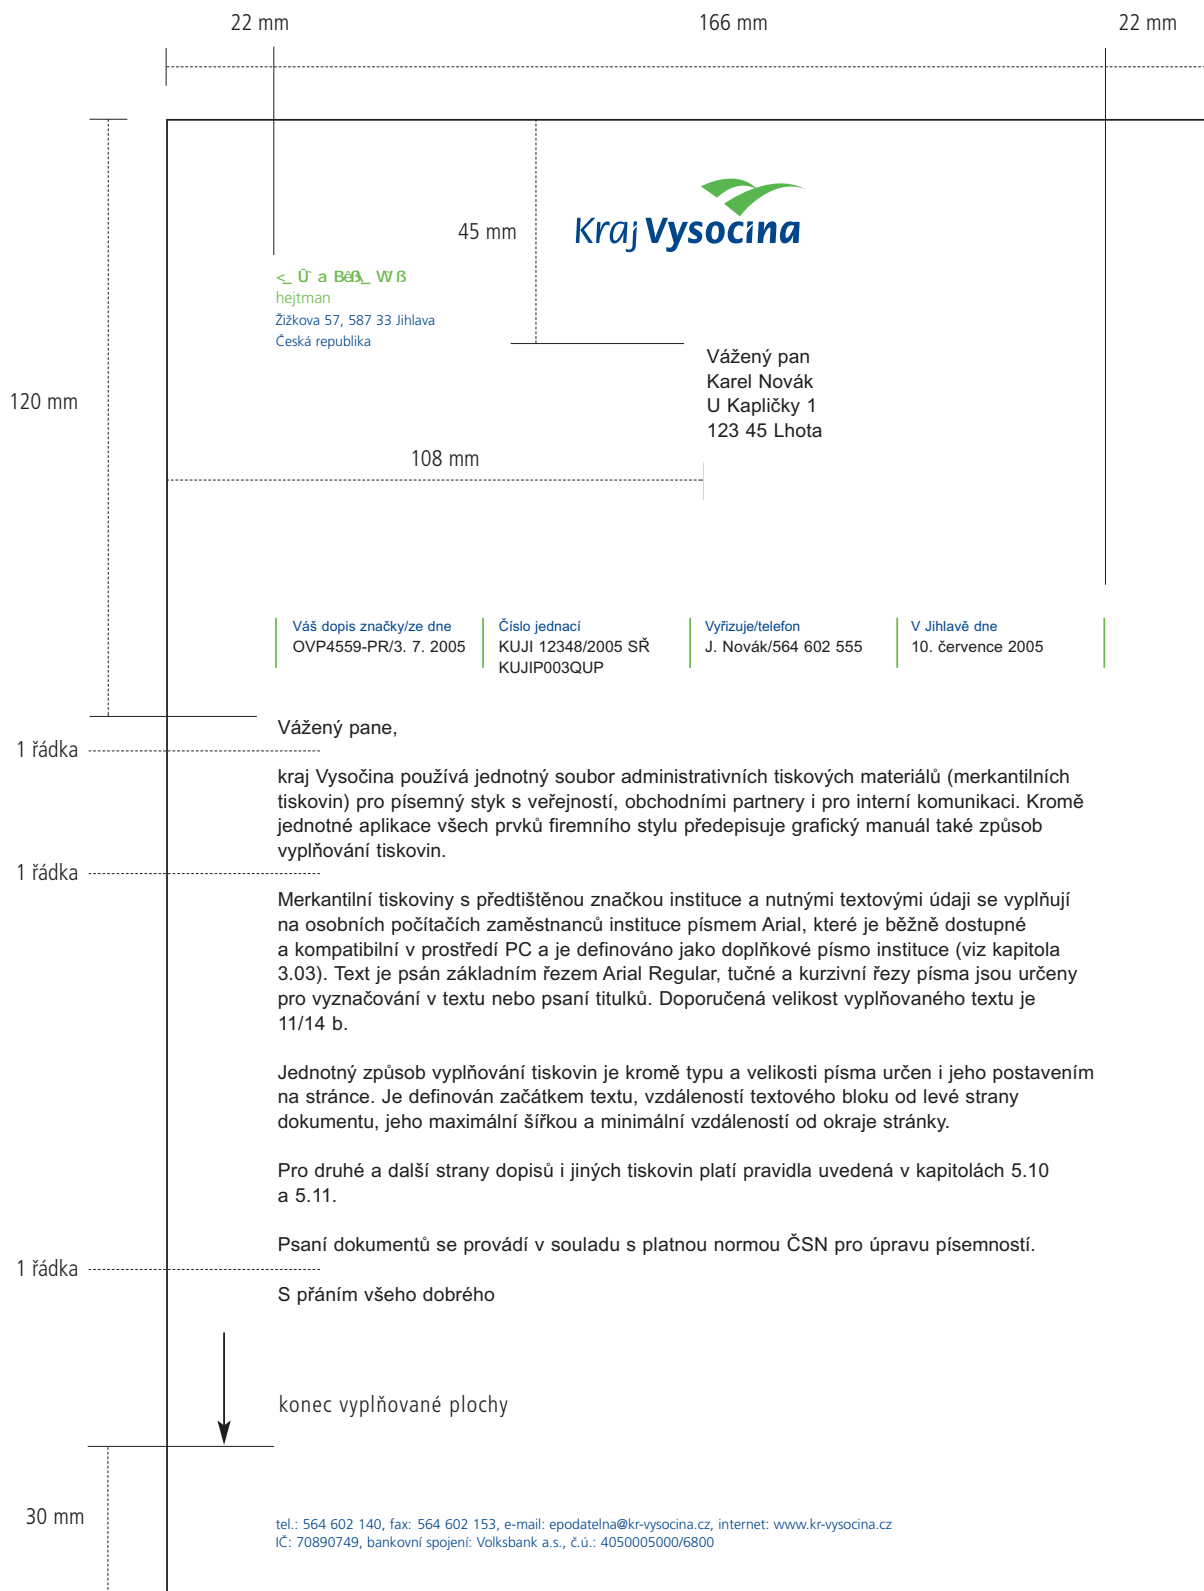 22 mm 166 mm 22 mm
45 mm
Kraj Vysočina
hejtman
Žižkova 57, 587 33 Jihlava
Česká republika
Vážený pan
Karel Novák
U Kapličky 1
123 45 Lhota
120 mm
108 mm
Váš dopis značky/ze dne Číslo jednací Vyřizuje/telefon V Jihlavě dne
OVP4559-PR/3. 7. 2005 KUJI 12348/2005 SŘ J. Novák/564 602 555 10. července 2005
KUJIP003QUP
Vážený pane,
1 řádka
kraj Vysočina používá jednotný soubor administrativních tiskových materiálů (merkantilních
tiskovin) pro písemný styk s veřejností, obchodními partnery i pro interní komunikaci. Kromě
jednotné aplikace všech prvků firemního stylu předepisuje grafický manuál také způsob
vyplňování tiskovin.
1 řádka
Merkantilní tiskoviny s předtištěnou značkou instituce a nutnými textovými údaji se vyplňují
na osobních počítačích zaměstnanců instituce písmem Arial, které je běžně dostupné
a kompatibilní v prostředí PC a je definováno jako doplňkové písmo instituce (viz kapitola
3.03). Text je psán základním řezem Arial Regular, tučné a kurzivní řezy písma jsou určeny
pro vyznačování v textu nebo psaní titulků. Doporučená velikost vyplňovaného textu je
11/14 b.
Jednotný způsob vyplňování tiskovin je kromě typu a velikosti písma určen i jeho postavením
na stránce. Je definován začátkem textu, vzdáleností textového bloku od levé strany
dokumentu, jeho maximální šířkou a minimální vzdáleností od okraje stránky.
Pro druhé a další strany dopisů i jiných tiskovin platí pravidla uvedená v kapitolách 5.10
a 5.11.
Psaní dokumentů se provádí v souladu s platnou normou ČSN pro úpravu písemností.
1 řádka
S přáním všeho dobrého
konec vyplňované plochy
30 mm
tel.: 564 602 140, fax: 564 602 153, e-mail: epodatelna@kr-vysocina.cz, internet: www.kr-vysocina.cz
IČ: 70890749, bankovní spojení: Volksbank a.s., č.ú.: 4050005000/6800